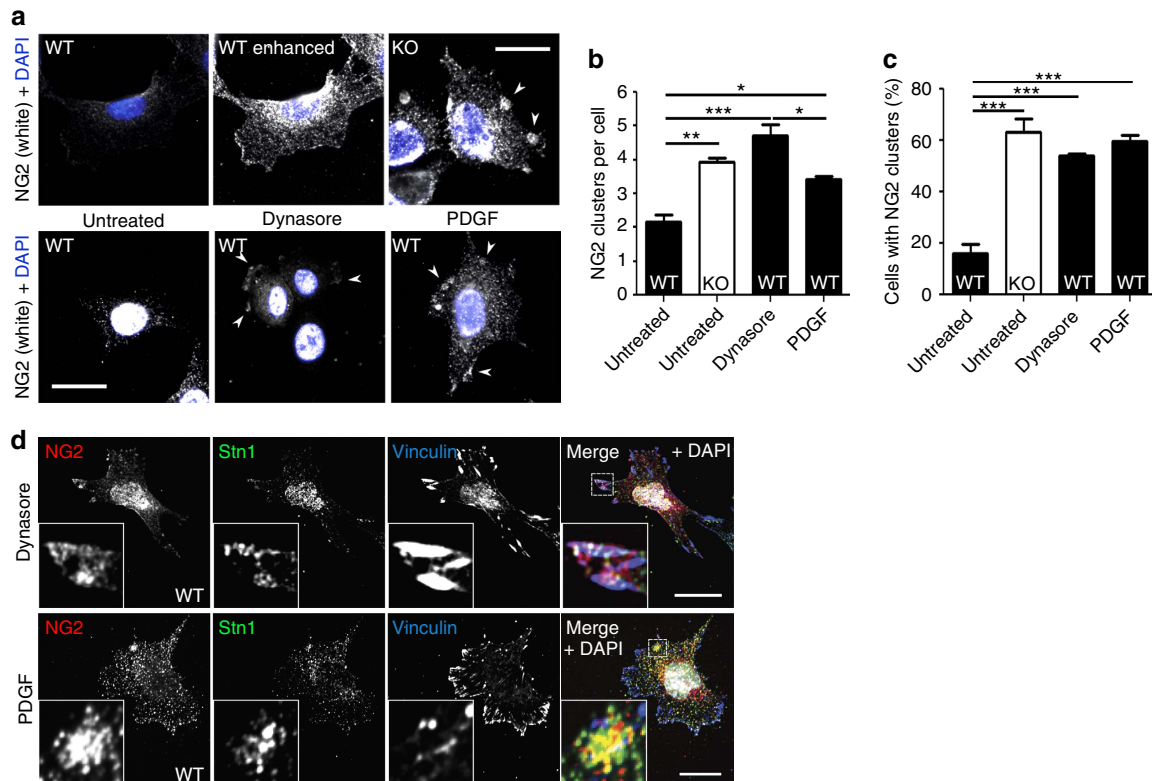 a
WT
WT enhanced
KO
NG2 (white) + DAPI
Untreated
Dynasore
PDGF
WT
WT
WT
NG2 (white) + DAPI
b
NG2 clusters per cell
6
5
4
3
2
1
0
*
***
*
**
WT
KO
WT
WT
Untreated
Untreated
Dynasore
PDGF
c
Cells with NG2 clusters (%)
80
60
40
20
0
***
***
***
WT
KO
WT
WT
Untreated
Untreated
Dynasore
PDGF
d
Dynasore
NG2
Stn1
Vinculin
Merge
+ DAPI
WT
PDGF
NG2
Stn1
Vinculin
Merge
+ DAPI
WT